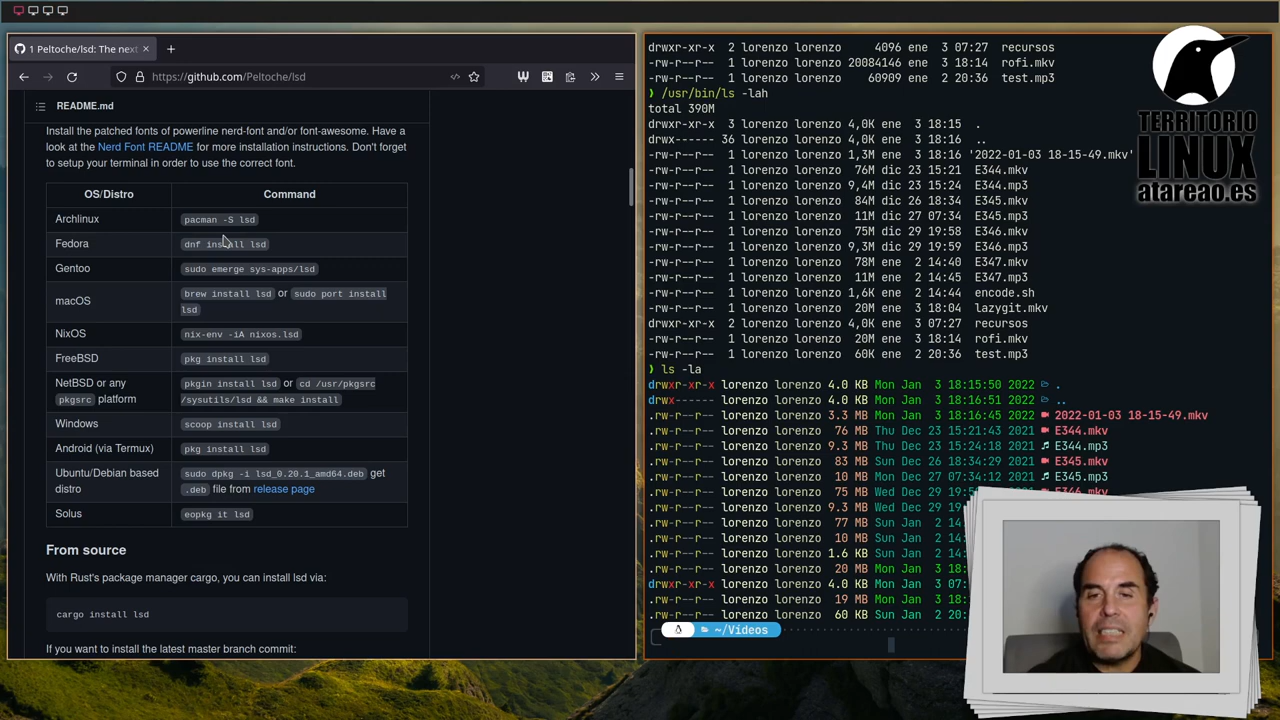 1 Peltoche/lsd: The next
https://github.com/Peltoche/lsd
README.md
Install the patched fonts of powerline nerd-font and/or font-awesome. Have a
look at the Nerd Font README for more installation instructions. Don't forget
to setup your terminal in order to use the correct font.
OS/Distro Command
Archlinux pacman -S lsd
Fedora dnf install lsd
Gentoo sudo emerge sys-apps/lsd
macOS brew install lsd or sudo port install
lsd
NixOS nix-env -iA nixos.lsd
FreeBSD pkg install lsd
NetBSD or any pkgin install lsd or cd /usr/pkgsrc
pkgsrc platform /sysutils/lsd && make install
Windows scoop install lsd
Android (via Termux) pkg install lsd
Ubuntu/Debian based sudo dpkg -i lsd_0.20.1_amd64.deb get
distro .deb file from release page
Solus eopkg it lsd
From source
With Rust's package manager cargo, you can install lsd via:
cargo install lsd
If you want to install the latest master branch commit:
drwxr-xr-x 2 lorenzo lorenzo 4096 ene 3 07:27 recursos
-rw-r--r-- 1 lorenzo lorenzo 20084146 ene 3 18:14 rofi.mkv
-rw-r--r-- 1 lorenzo lorenzo 60909 ene 2 20:36 test.mp3
❯ /usr/bin/ls -lah
total 390M
drwxr-xr-x 3 lorenzo lorenzo 4,0K ene 3 18:15 .
drwx------ 36 lorenzo lorenzo 4,0K ene 3 18:16 ..
-rw-r--r-- 1 lorenzo lorenzo 1,3M ene 3 18:16 '2022-01-03 18-15-49.mkv'
-rw-r--r-- 1 lorenzo lorenzo 76M dic 23 15:21 E344.mkv
-rw-r--r-- 1 lorenzo lorenzo 9,4M dic 23 15:24 E344.mp3
-rw-r--r-- 1 lorenzo lorenzo 84M dic 26 18:34 E345.mkv
-rw-r--r-- 1 lorenzo lorenzo 11M dic 27 07:34 E345.mp3
-rw-r--r-- 1 lorenzo lorenzo 75M dic 29 19:58 E346.mkv
-rw-r--r-- 1 lorenzo lorenzo 9,3M dic 29 19:59 E346.mp3
-rw-r--r-- 1 lorenzo lorenzo 78M ene 2 14:40 E347.mkv
-rw-r--r-- 1 lorenzo lorenzo 11M ene 2 14:45 E347.mp3
-rw-r--r-- 1 lorenzo lorenzo 1,6K ene 2 14:44 encode.sh
-rw-r--r-- 1 lorenzo lorenzo 20M ene 3 18:08 lazygit.mkv
drwxr-xr-x 2 lorenzo lorenzo 4,0K ene 3 07:27 recursos
-rw-r--r-- 1 lorenzo lorenzo 20M ene 3 18:14 rofi.mkv
-rw-r--r-- 1 lorenzo lorenzo 60K ene 2 20:36 test.mp3
❯ ls -la
drwxr-xr-x lorenzo lorenzo 4.0 KB Mon Jan 3 18:15:50 2022 .
drwx------ lorenzo lorenzo 4.0 KB Mon Jan 3 18:16:51 2022 ..
.rw-r--r-- lorenzo lorenzo 3.3 MB Mon Jan 3 18:16:45 2022 2022-01-03 18-15-49.mkv
.rw-r--r-- lorenzo lorenzo 76 MB Thu Dec 23 15:21:43 2021 E344.mkv
.rw-r--r-- lorenzo lorenzo 9.3 MB Thu Dec 23 15:24:18 2021 E344.mp3
.rw-r--r-- lorenzo lorenzo 83 MB Sun Dec 26 18:34:29 2021 E345.mkv
.rw-r--r-- lorenzo lorenzo 10 MB Mon Dec 27 07:34:12 2021 E345.mp3
.rw-r--r-- lorenzo lorenzo 75 MB Wed Dec 29 19:5 E346.mkv
.rw-r--r-- lorenzo lorenzo 9.3 MB Wed Dec 29 19:5
.rw-r--r-- lorenzo lorenzo 77 MB Sun Jan 2 14:
.rw-r--r-- lorenzo lorenzo 10 MB Sun Jan 2 14:
.rw-r--r-- lorenzo lorenzo 1.6 KB Sun Jan 2 14:
.rw-r--r-- lorenzo lorenzo 20 MB Mon Jan 3 18:
drwxr-xr-x lorenzo lorenzo 4.0 KB Mon Jan 3 07:
.rw-r--r-- lorenzo lorenzo 19 MB Mon Jan 3 18:
.rw-r--r-- lorenzo lorenzo 60 KB Sun Jan 2 20:
~/Videos
TERRITORIO
LINUX
atareao.es